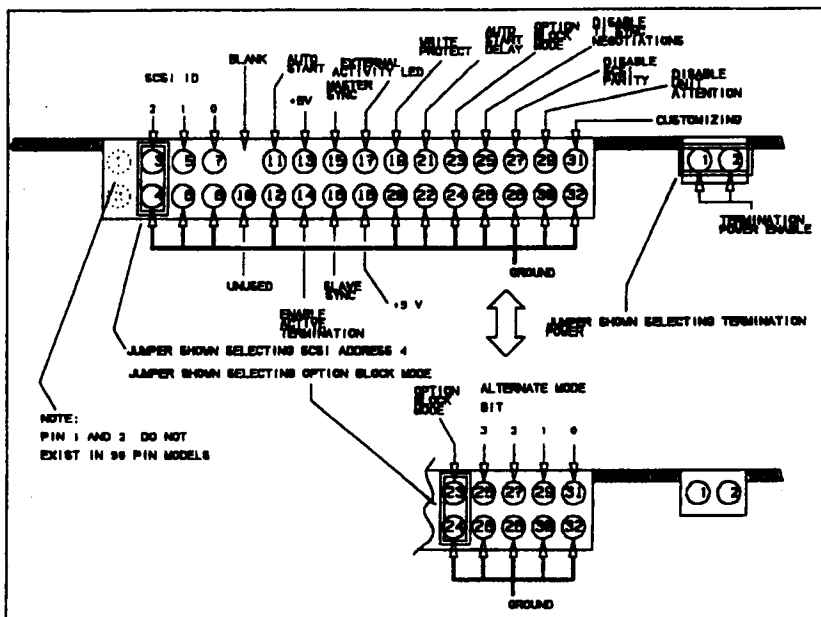 SCSI ID
2 1 0
BLANK
AUTO
START
+5V
EXTERNAL
ACTIVITY LED
MASTER
SYNC
WRITE
PROTECT
AUTO
START
DELAY
OPTION
BLOCK
MODE
DISABLE
TI SYNC
NEGOTIATIONS
DISABLE
SCSI
PARITY
DISABLE
UNIT
ATTENTION
CUSTOMIZING
3 5 7 11 13 15 17 19 21 23 25 27 29 31
4 6 8 10 12 14 16 18 20 22 24 26 28 30 32
1 2
TERMINATION
POWER ENABLE
UNUSED
ENABLE
ACTIVE
TERMINATION
SLAVE
SYNC
+5 V
GROUND
JUMPER SHOWN SELECTING TERMINATION
POWER
JUMPER SHOWN SELECTING SCSI ADDRESS 4
JUMPER SHOWN SELECTING OPTION BLOCK MODE
NOTE:
PIN 1 AND 2 DO NOT
EXIST IN 96 PIN MODELS
OPTION
BLOCK
MODE
ALTERNATE MODE
BIT
3 2 1 0
23 25 27 29 31
24 26 28 30 32
1 2
GROUND